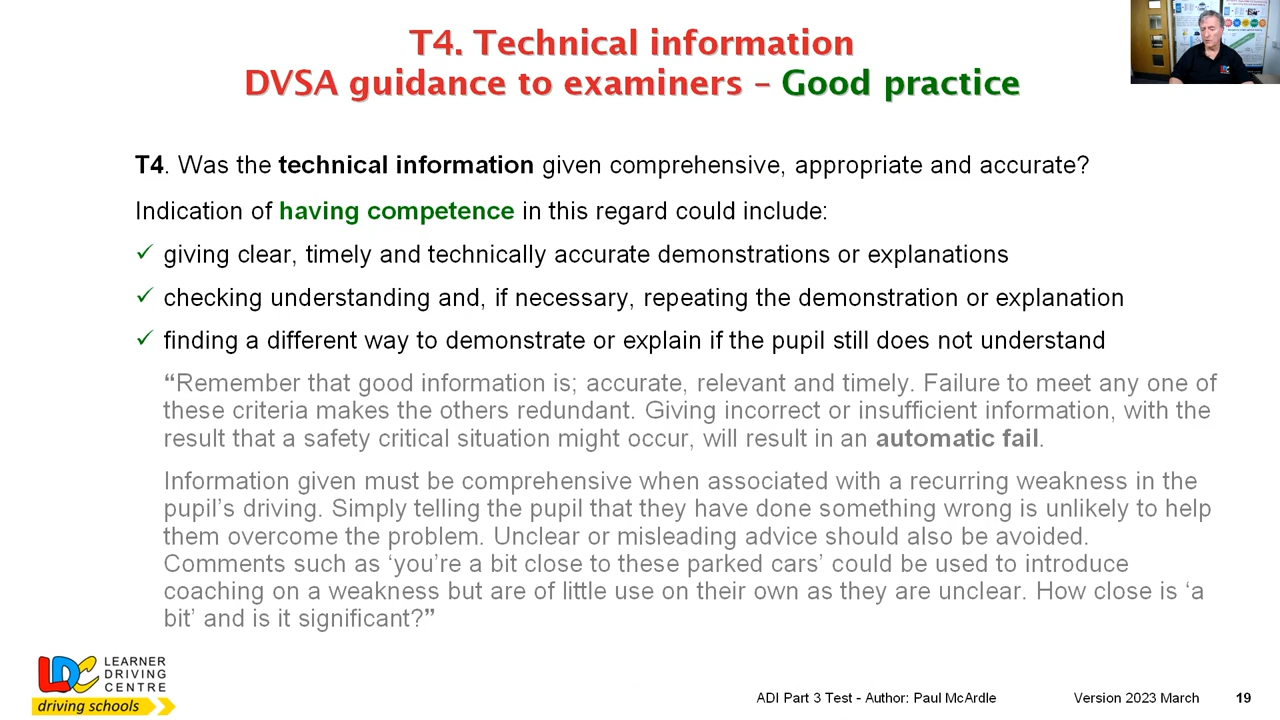 T4. Technical information
DVSA guidance to examiners – Good practice
T4. Was the technical information given comprehensive, appropriate and accurate?
Indication of having competence in this regard could include:
✓ giving clear, timely and technically accurate demonstrations or explanations
✓ checking understanding and, if necessary, repeating the demonstration or explanation
✓ finding a different way to demonstrate or explain if the pupil still does not understand
“Remember that good information is; accurate, relevant and timely. Failure to meet any one of
these criteria makes the others redundant. Giving incorrect or insufficient information, with the
result that a safety critical situation might occur, will result in an automatic fail.
Information given must be comprehensive when associated with a recurring weakness in the
pupil’s driving. Simply telling the pupil that they have done something wrong is unlikely to help
them overcome the problem. Unclear or misleading advice should also be avoided.
Comments such as ‘you’re a bit close to these parked cars’ could be used to introduce
coaching on a weakness but are of little use on their own as they are unclear. How close is ‘a
bit’ and is it significant?”
LDC LEARNER
DRIVING
CENTRE
driving schools
ADI Part 3 Test - Author: Paul McArdle Version 2023 March 19